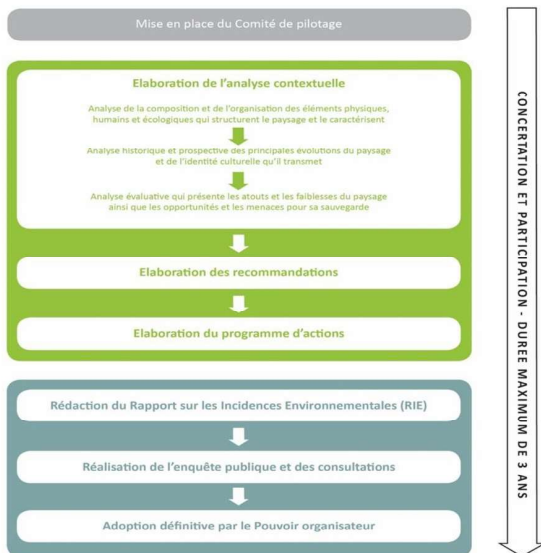 Mise en place du Comité de pilotage
Elaboration de l'analyse contextuelle
Analyse de la composition et de l'organisation des éléments physiques,
humains et écologiques qui structurent le paysage et le caractérisent
Analyse historique et prospective des principales evolutions du paysage
et de l'identité culturelle qu'il transmet
Analyse évaluative qui présente les atouts et les faiblesses du paysage
ainsi que les opportunités et les menaces pour sa sauvegarde
Elaboration des recommandations
Elaboration du programme d'actions
Rédaction du Rapport sur les Incidences Environnementales (RIE)
Réalisation de l'enquête publique et des consultations
Adoption définitive par le Pouvoir organisateur
CONCERTATION ET PARTICIPATION - DUREE MAXIMUM DE 3 ANS